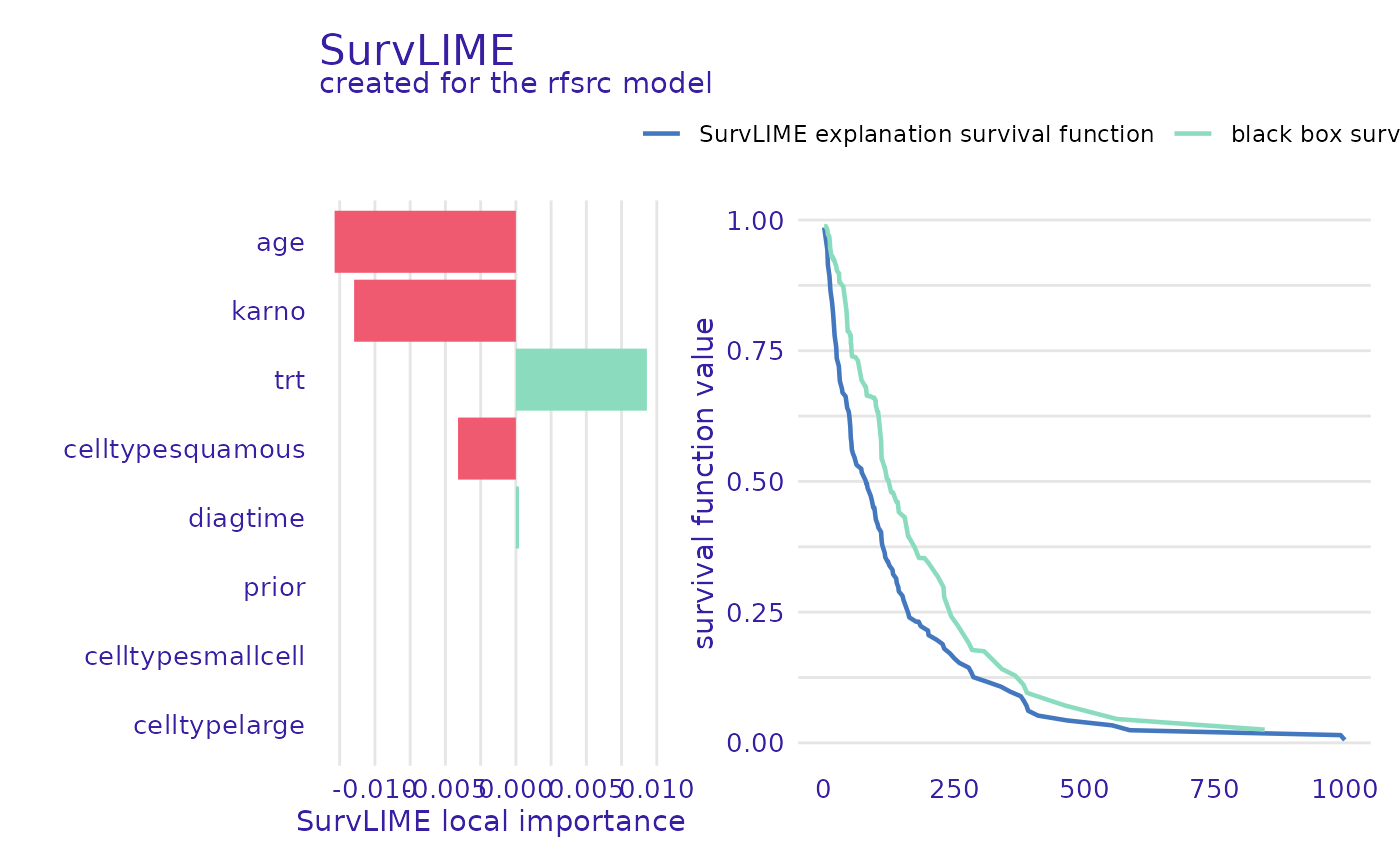 SurvLIME
created for the rfsrc model
SurvLIME explanation survival function
black box surv
age
karno
trt
celltypesquamous
diagtime
prior
celltypesmallcell
celltypelarge
-0.010 -0.005 0.000 0.005 0.010
SurvLIME local importance
survival function value
1.00
0.75
0.50
0.25
0.00
0 250 500 750 1000